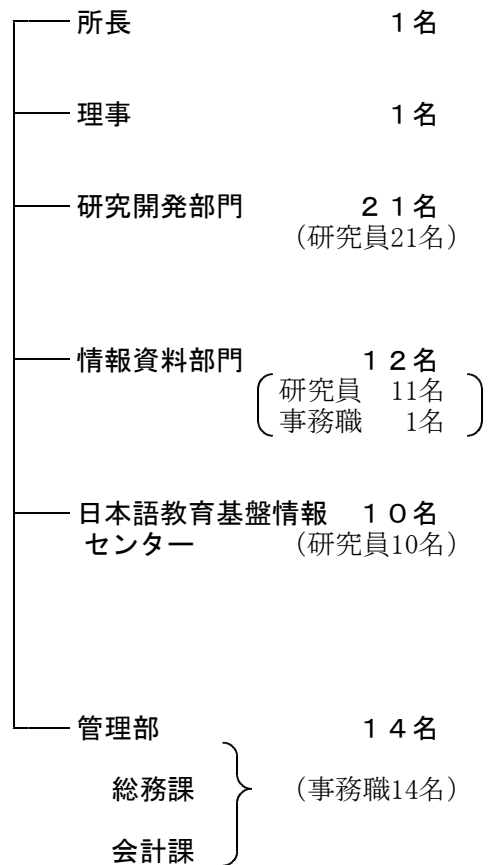 所長 1名
理事 1名
研究開発部門 21名
（研究員21名）
情報資料部門 12名
研究員 11名
事務職 1名
日本語教育基盤情報 10名
センター （研究員10名）
管理部 14名
総務課 （事務職14名）
会計課